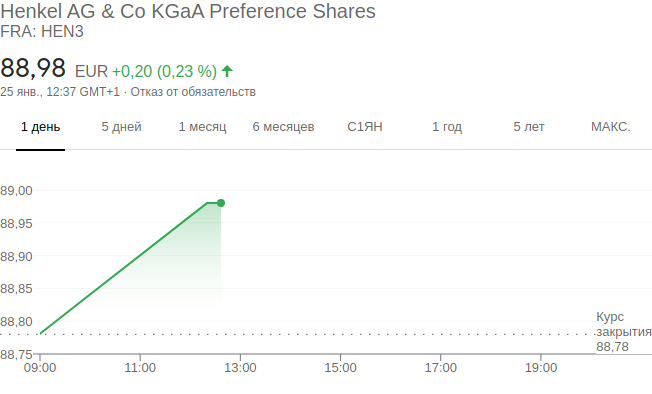 Henkel AG & Co KGaA Preference Shares
FRA: HEN3
88,98 EUR +0,20 (0,23 %)
25 янв., 12:37 GMT+1 · Отказ от обязательств
1 день 5 дней 1 месяц 6 месяцев С1ЯН 1 год 5 лет МАКС.
89,00
88,95
88,90
88,85
88,80
Курс
закрытия
88,78
88,75
09:00 11:00 13:00 15:00 17:00 19:00